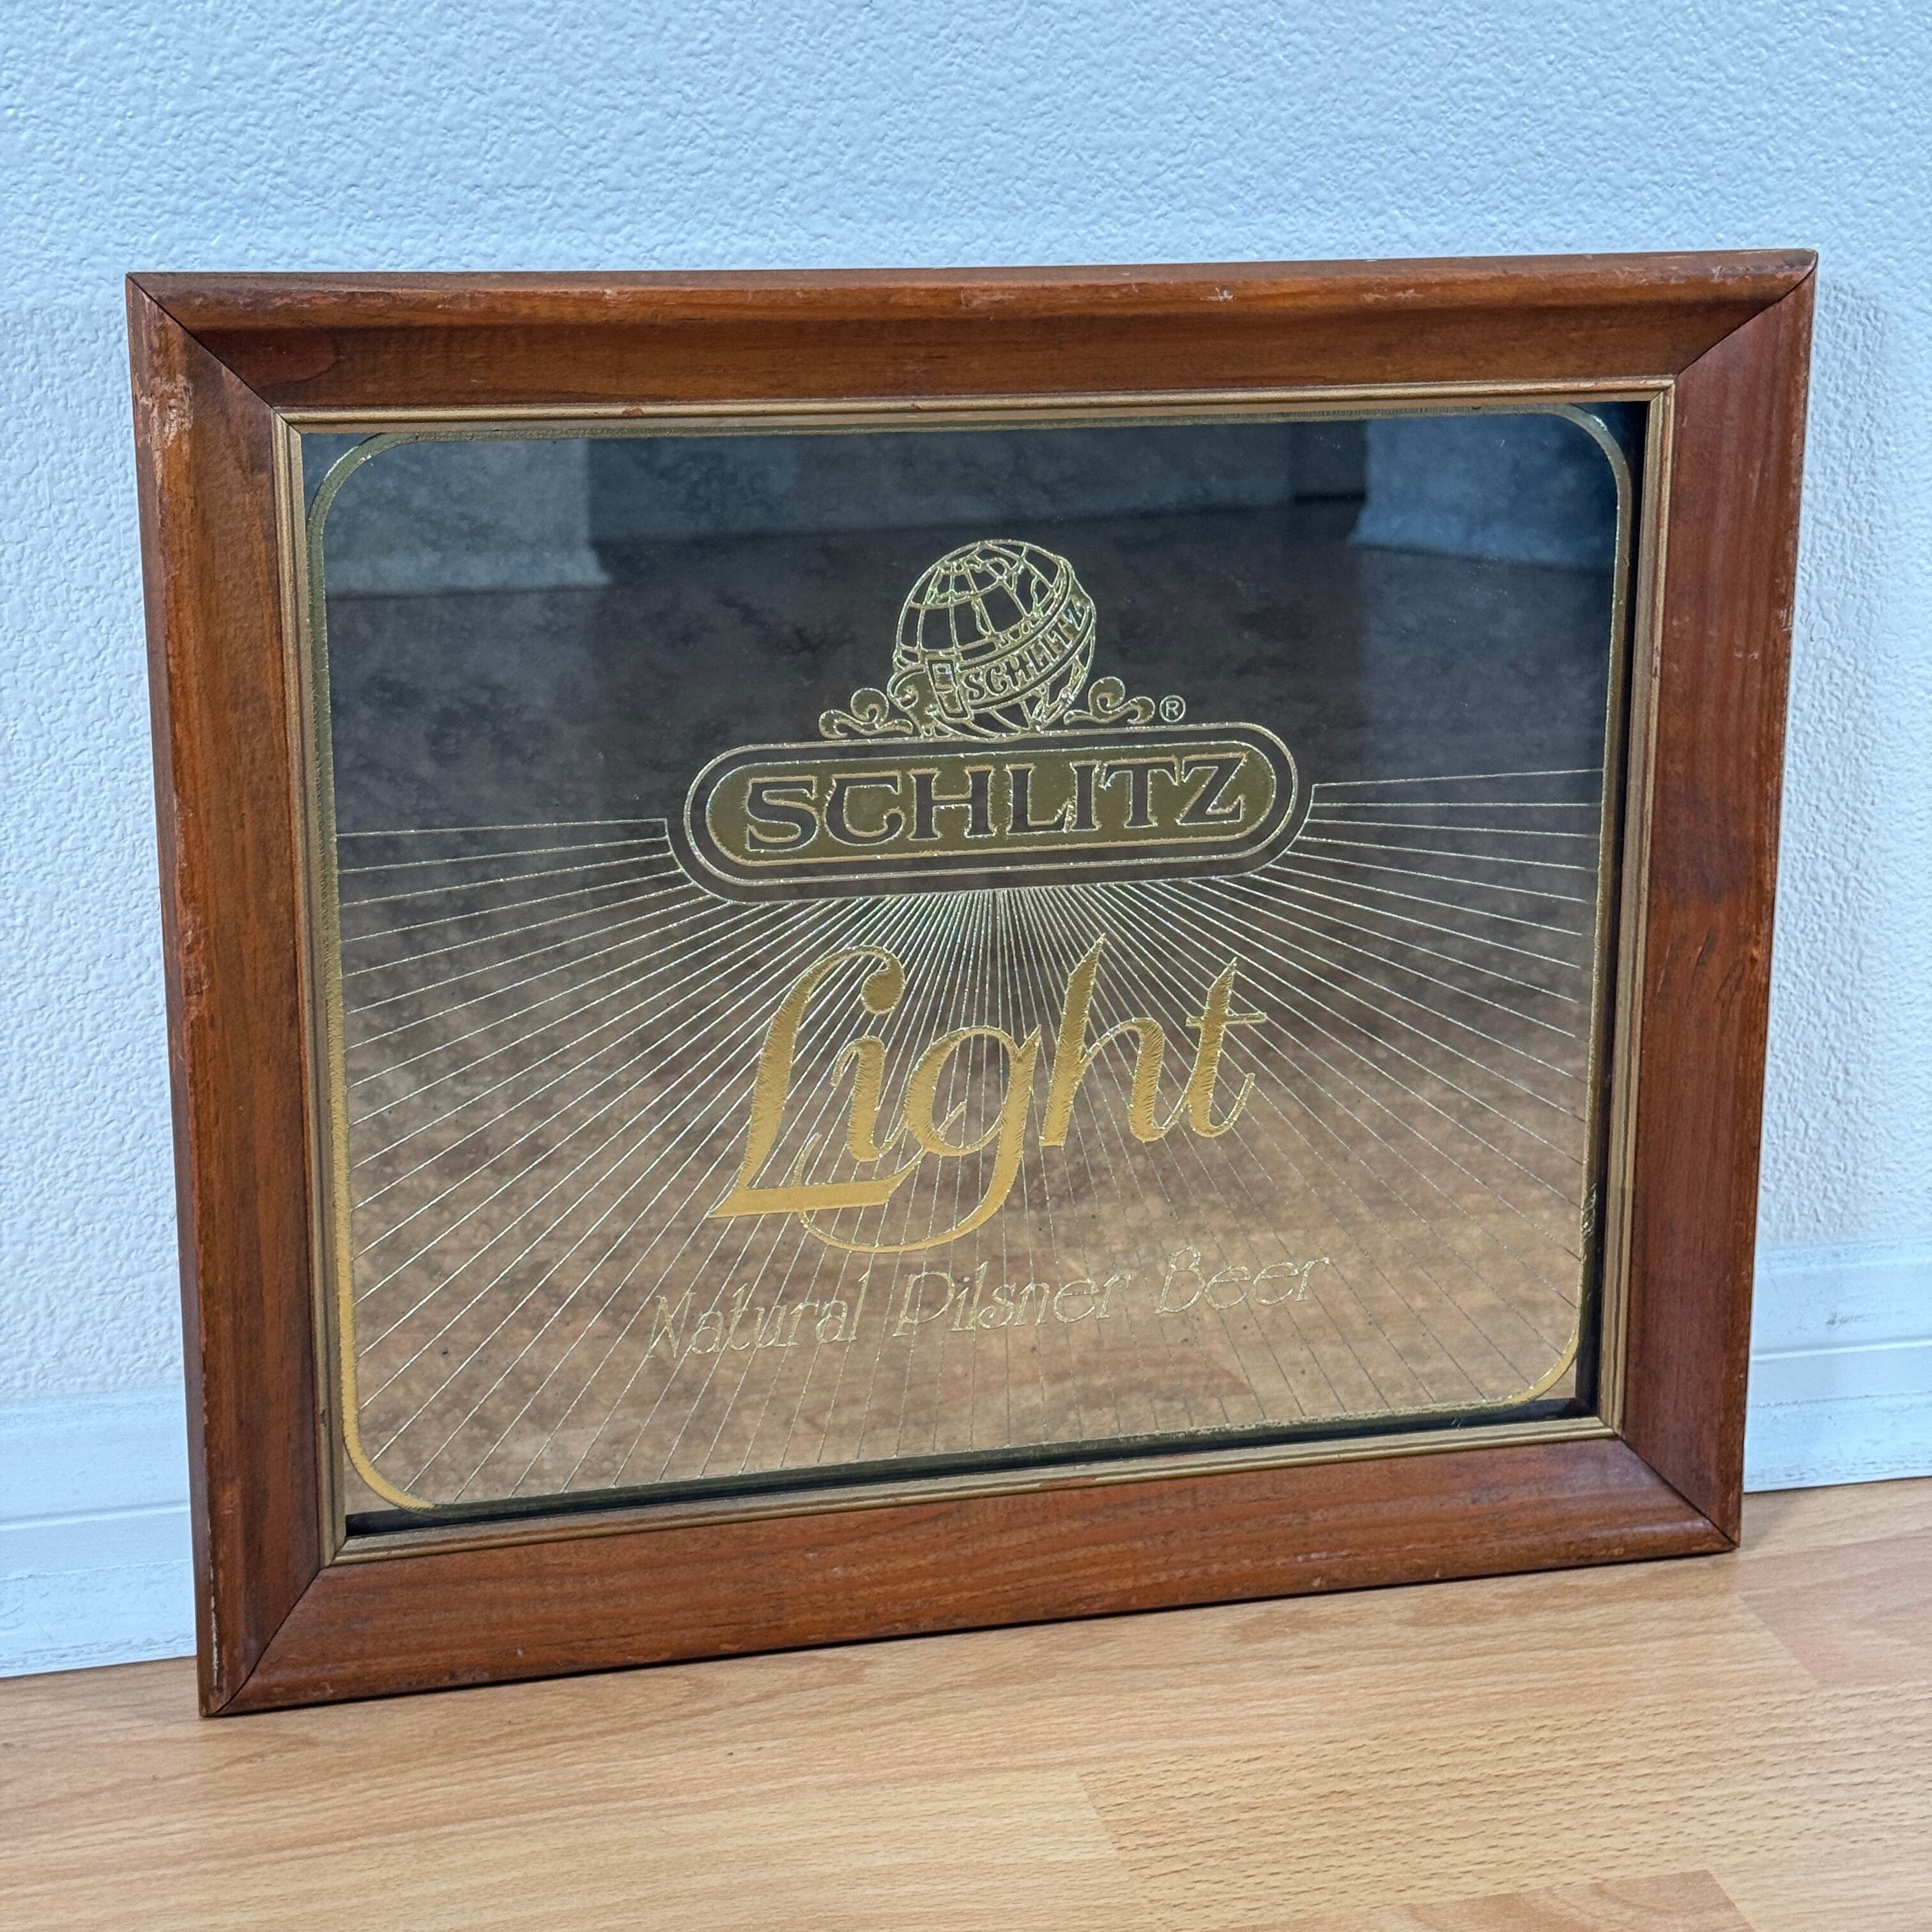 SCHLITZ
®
SCHLITZ
Light
Natural Pilsner Beer